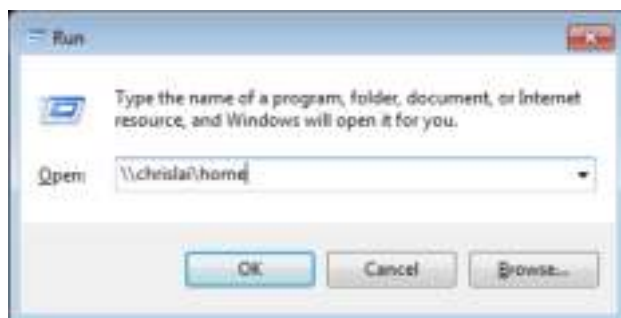 Run
Type the name of a program, folder, document, or Internet
resource, and Windows will open it for you.
Open: \\chrislai\home
OK Cancel Browse...